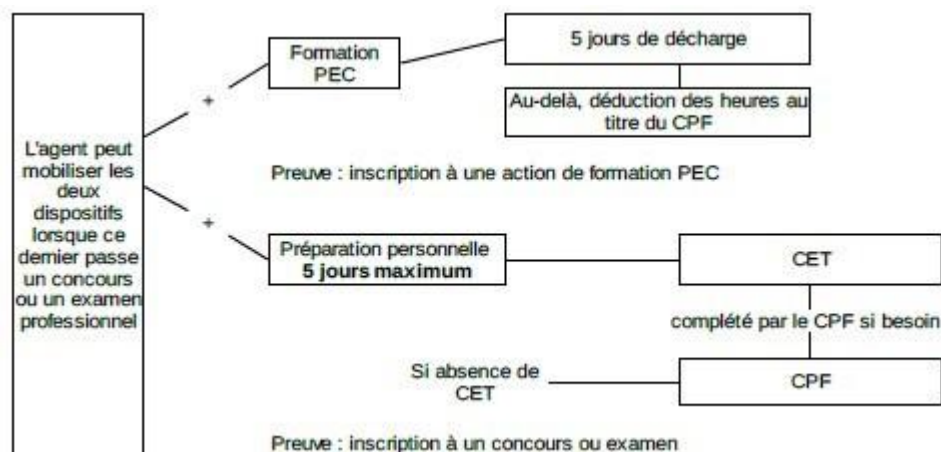 L'agent peut
mobiliser les
deux
dispositifs
lorsque ce
dernier passe
un concours
ou un examen
professionnel
+
Formation
PEC
5 jours de décharge
Au-delà, déduction des heures au
titre du CPF
Preuve : inscription à une action de formation PEC
+
Préparation personnelle
5 jours maximum
CET
complété par le CPF si besoin
Si absence de
CET
CPF
Preuve : inscription à un concours ou examen